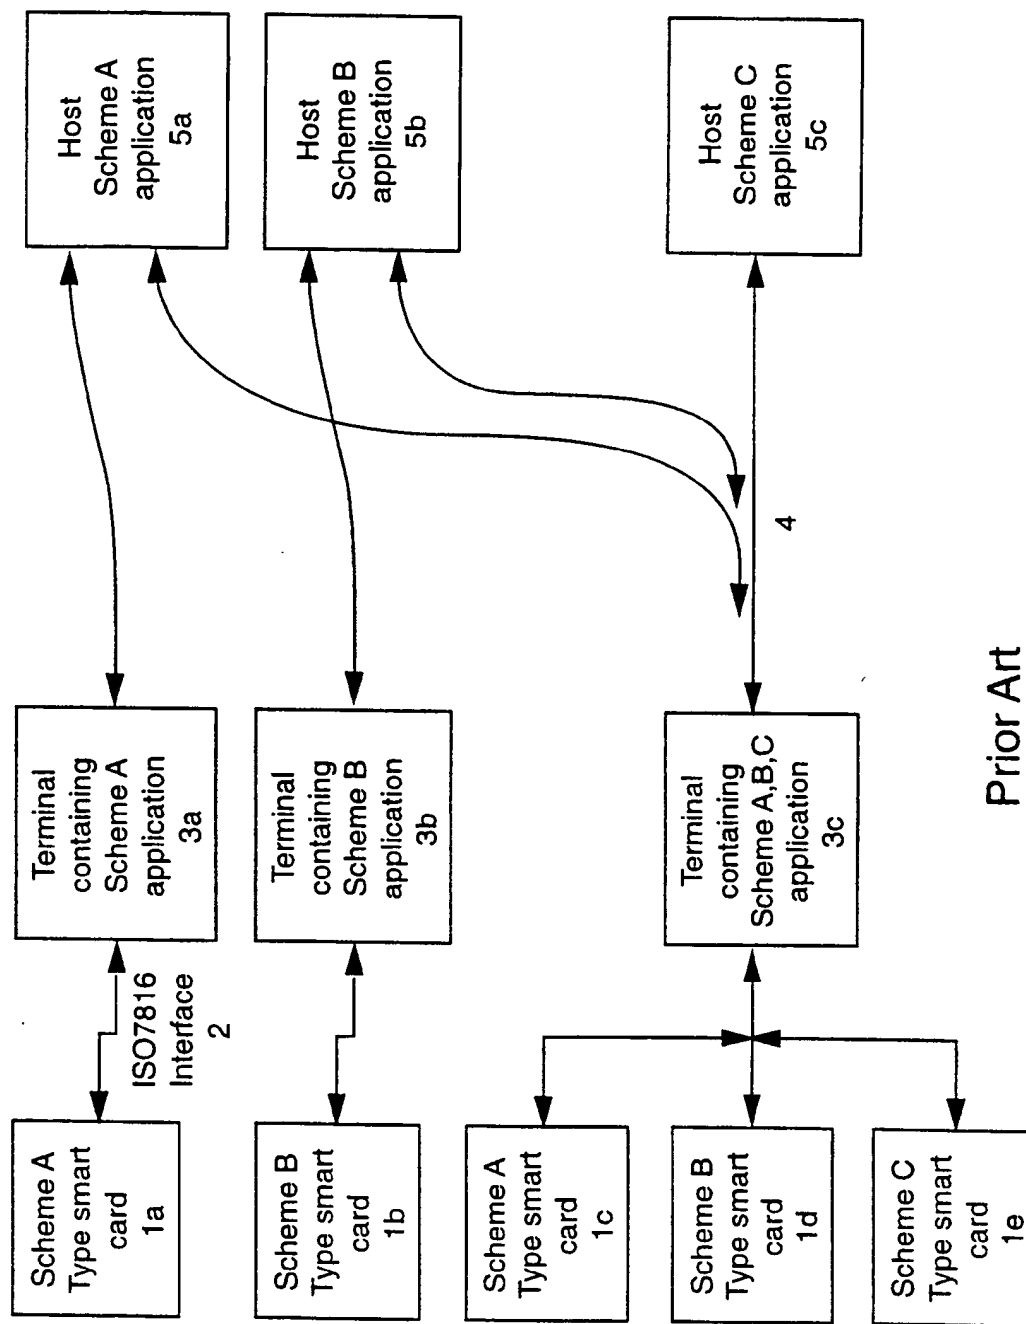 Scheme A
Type smart
card
1a
ISO7816
Interface
2
Terminal
containing
Scheme A
application
3a
Host
Scheme A
application
5a
Scheme B
Type smart
card
1b
Terminal
containing
Scheme B
application
3b
Host
Scheme B
application
5b
Scheme A
Type smart
card
1c
Scheme B
Type smart
card
1d
Scheme C
Type smart
card
1e
Terminal
containing
Scheme A,B,C
application
3c
4
Host
Scheme C
application
5c
Prior Art